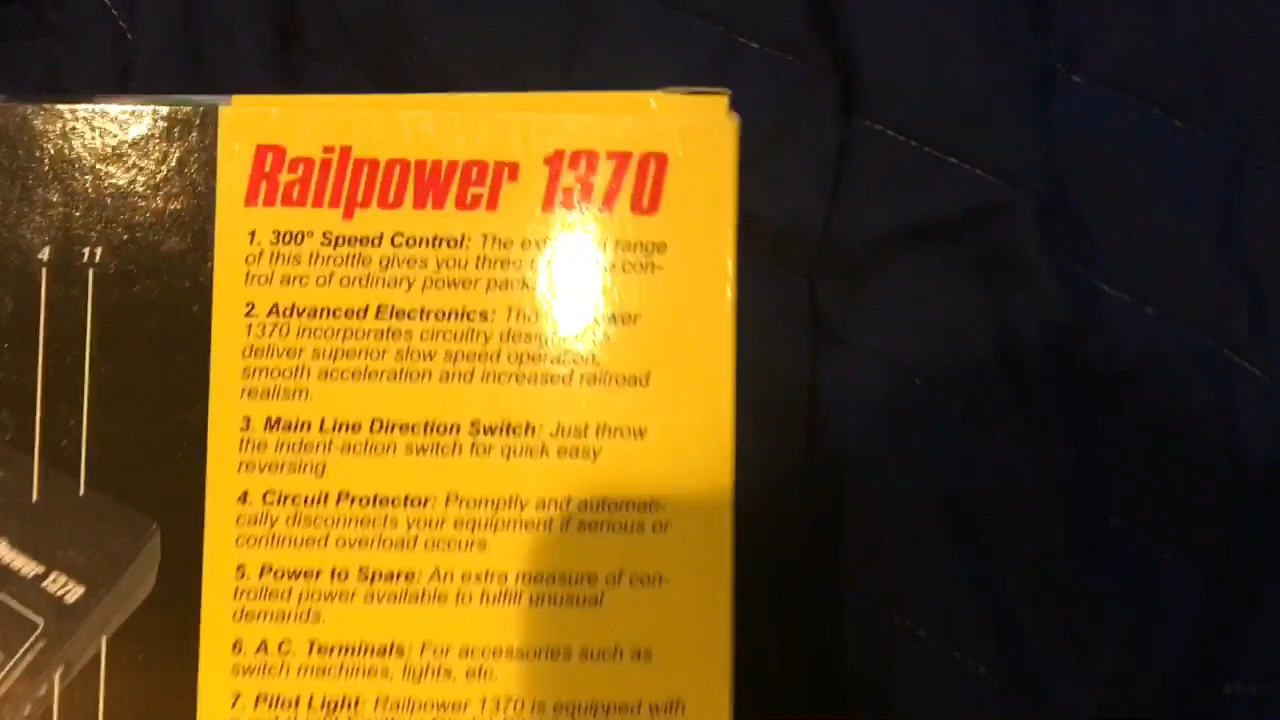 Railpower 1370
4 11
1. 300° Speed Control: The range
of this throttle gives you three con-
trol arc of ordinary power
2. Advanced Electronics:
1370 incorporates circuitry
deliver superior slow speed operation,
smooth acceleration and increased railroad
realism.
3. Main Line Direction Switch: Just throw
the indent-action switch for quick easy
reversing
4. Circuit Protector: Promptly and automati-
cally disconnects your equipment if serious or
continued overload occurs.
5. Power to Spare: An extra measure of con-
trolled power available to fulfill unusual
demands.
6. A.C. Terminals: For accessories such as
switch machines, lights, etc.
7. Pilot Light: Railpower 1370 is equipped with
1370